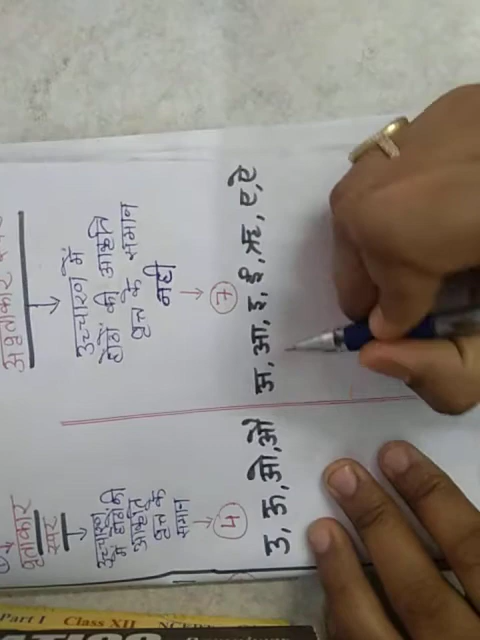 वृताकार
स्वर
उच्चारण
में होठों की
आकृति
वृत्त के
समान
4
उ, ऊ, ओ, औ
अवृताकार
उच्चारण में
होठों की आकृति
वृत्त के समान
नही
7
अ, आ, इ, ई, ऋ, ए, ऐ
Part I Class XII